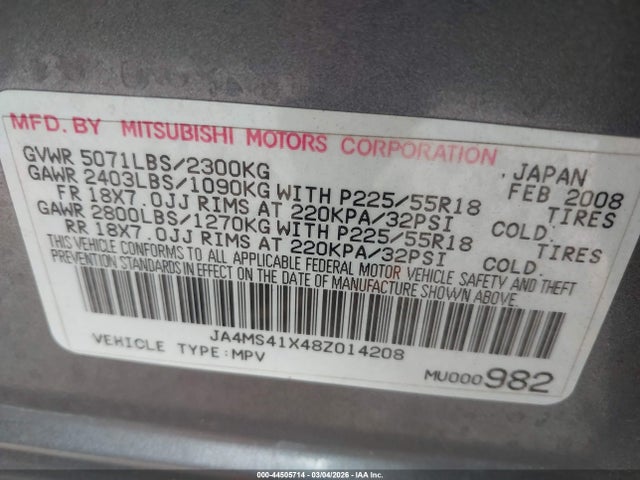 MFD. BY MITSUBISHI MOTORS CORPORATION
GVWR 5071LBS/2300KG . JAPAN
GAWR 2403LBS/1090KG WITH P225/55R18 FEB 2008
FR 18X7.0JJ RIMS AT 220KPA/32PSI COLD. TIRES
GAWR 2800LBS/1270KG WITH P225/55R18 TIRES
RR 18X7.0JJ RIMS AT 220KPA/32PSI COLD.
THIS VEHICLE CONFORMS TO ALL APPLICABLE FEDERAL MOTOR VEHICLE SAFETY AND THEFT
PREVENTION STANDARDS IN EFFECT ON THE DATE OF MANUFACTURE SHOWN ABOVE.
JA4MS41X48Z014208
VEHICLE TYPE:MPV
MU000982
000-44505714 - 03/04/2026 - IAA Inc.